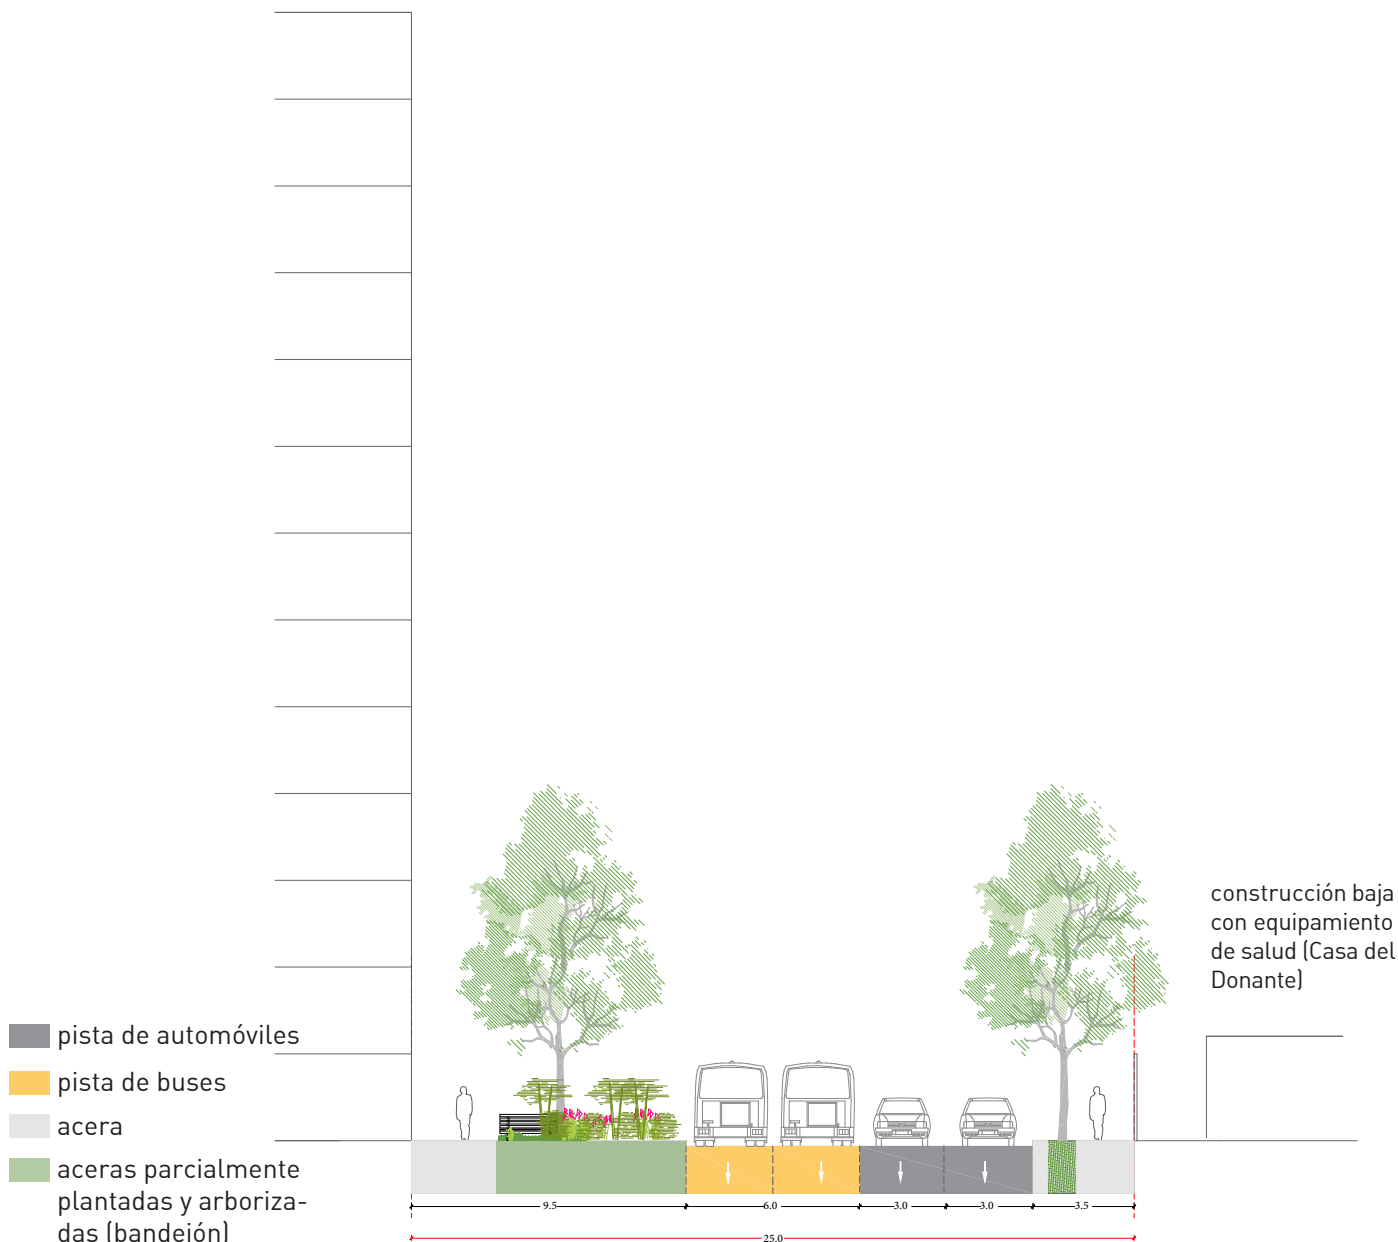 construcción baja
con equipamiento
de salud (Casa del
Donante)
pista de automóviles
pista de buses
acera
aceras parcialmente
plantadas y arboriza-
das (bandejón)
9.5 6.0 3.0 3.0 3.5
25.0